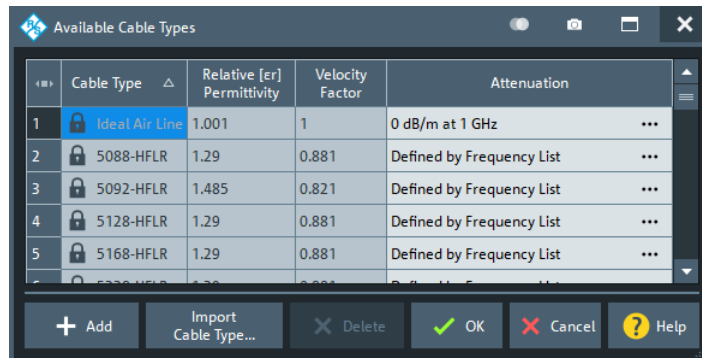 Available Cable Types
Cable Type
Relative [εr]
Permittivity
Velocity
Factor
Attenuation
1 Ideal Air Line 1.001 1 0 dB/m at 1 GHz ...
2 5088-HFLR 1.29 0.881 Defined by Frequency List ...
3 5092-HFLR 1.485 0.821 Defined by Frequency List ...
4 5128-HFLR 1.29 0.881 Defined by Frequency List ...
5 5168-HFLR 1.29 0.881 Defined by Frequency List ...
Add
Import
Cable Type...
Delete
OK
Cancel
? Help